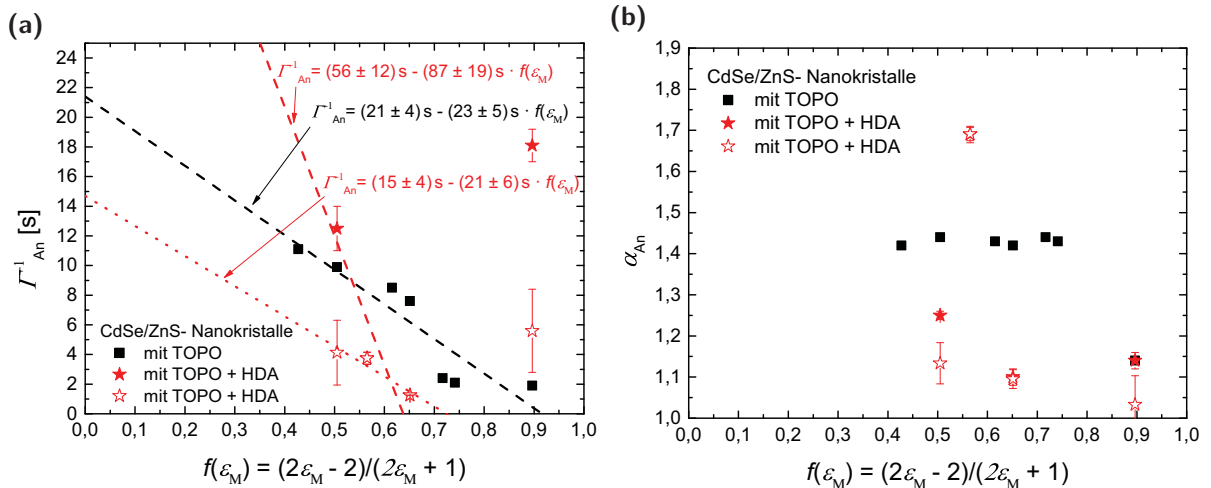 (a)
24
22
20
18
16
14
12
10
8
6
4
2
0
Γ⁻¹An [s]
Γ⁻¹An = (56 ± 12) s - (87 ± 19) s · f(εM)
Γ⁻¹An = (21 ± 4) s - (23 ± 5) s · f(εM)
Γ⁻¹An = (15 ± 4) s - (21 ± 6) s · f(εM)
CdSe/ZnS- Nanokristalle
mit TOPO
mit TOPO + HDA
mit TOPO + HDA
0,0 0,1 0,2 0,3 0,4 0,5 0,6 0,7 0,8 0,9 1,0
f(εM) = (2εM - 2)/(2εM + 1)
(b)
1,9
1,8
1,7
1,6
1,5
1,4
1,3
1,2
1,1
1,0
αAn
CdSe/ZnS- Nanokristalle
mit TOPO
mit TOPO + HDA
mit TOPO + HDA
0,0 0,1 0,2 0,3 0,4 0,5 0,6 0,7 0,8 0,9 1,0
f(εM) = (2εM - 2)/(2εM + 1)